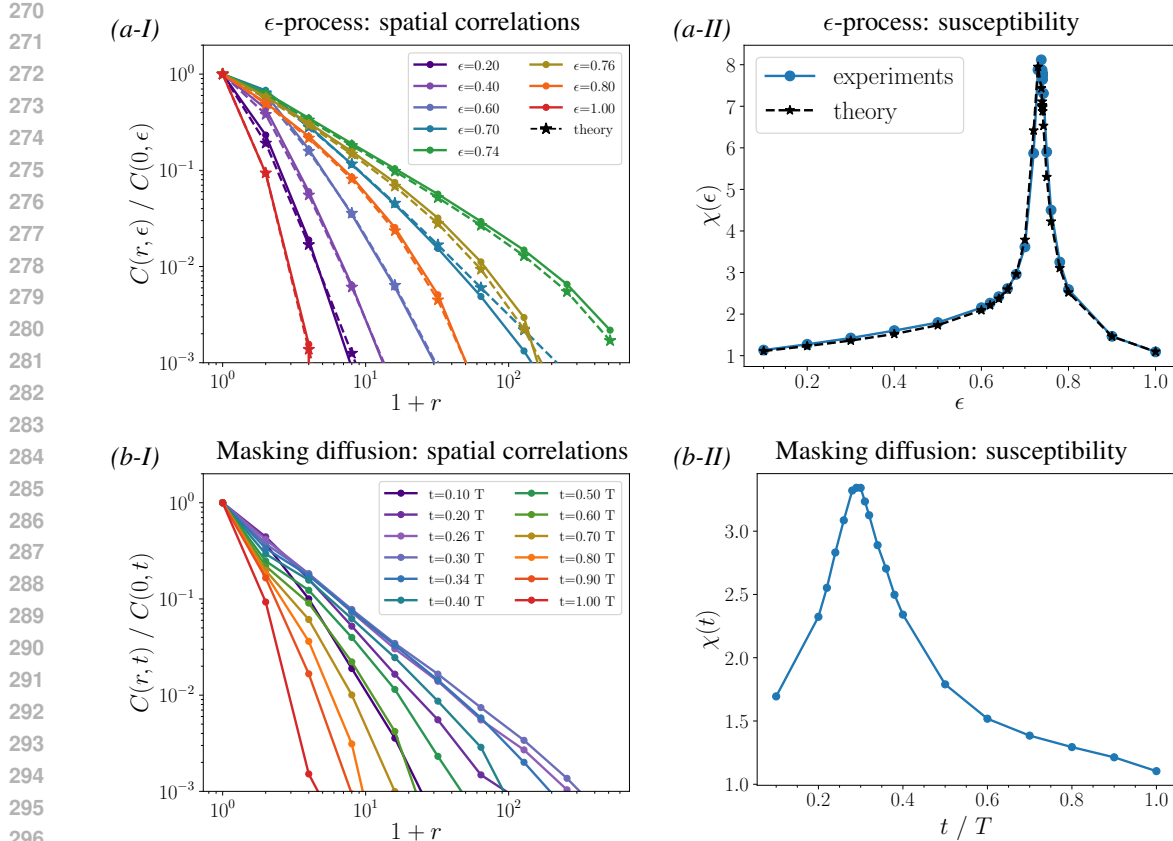 270
271
272
273
274
275
276
277
278
279
280
281
282
283
284
285
286
287
288
289
290
291
292
293
294
295
296
(a-I) ϵ-process: spatial correlations
C(r, ϵ) / C(0, ϵ)
10^0
10^{-1}
10^{-2}
10^{-3}
ϵ=0.20
ϵ=0.40
ϵ=0.60
ϵ=0.70
ϵ=0.74
ϵ=0.76
ϵ=0.80
ϵ=1.00
theory
10^0 10^1 10^2
1 + r
(a-II) ϵ-process: susceptibility
χ(ϵ)
8
7
6
5
4
3
2
1
experiments
theory
0.2 0.4 0.6 0.8 1.0
ϵ
(b-I) Masking diffusion: spatial correlations
C(r, t) / C(0, t)
10^0
10^{-1}
10^{-2}
10^{-3}
t=0.10 T
t=0.20 T
t=0.26 T
t=0.30 T
t=0.34 T
t=0.40 T
t=0.50 T
t=0.60 T
t=0.70 T
t=0.80 T
t=0.90 T
t=1.00 T
10^0 10^1 10^2
1 + r
(b-II) Masking diffusion: susceptibility
χ(t)
3.0
2.5
2.0
1.5
1.0
0.2 0.4 0.6 0.8 1.0
t / T